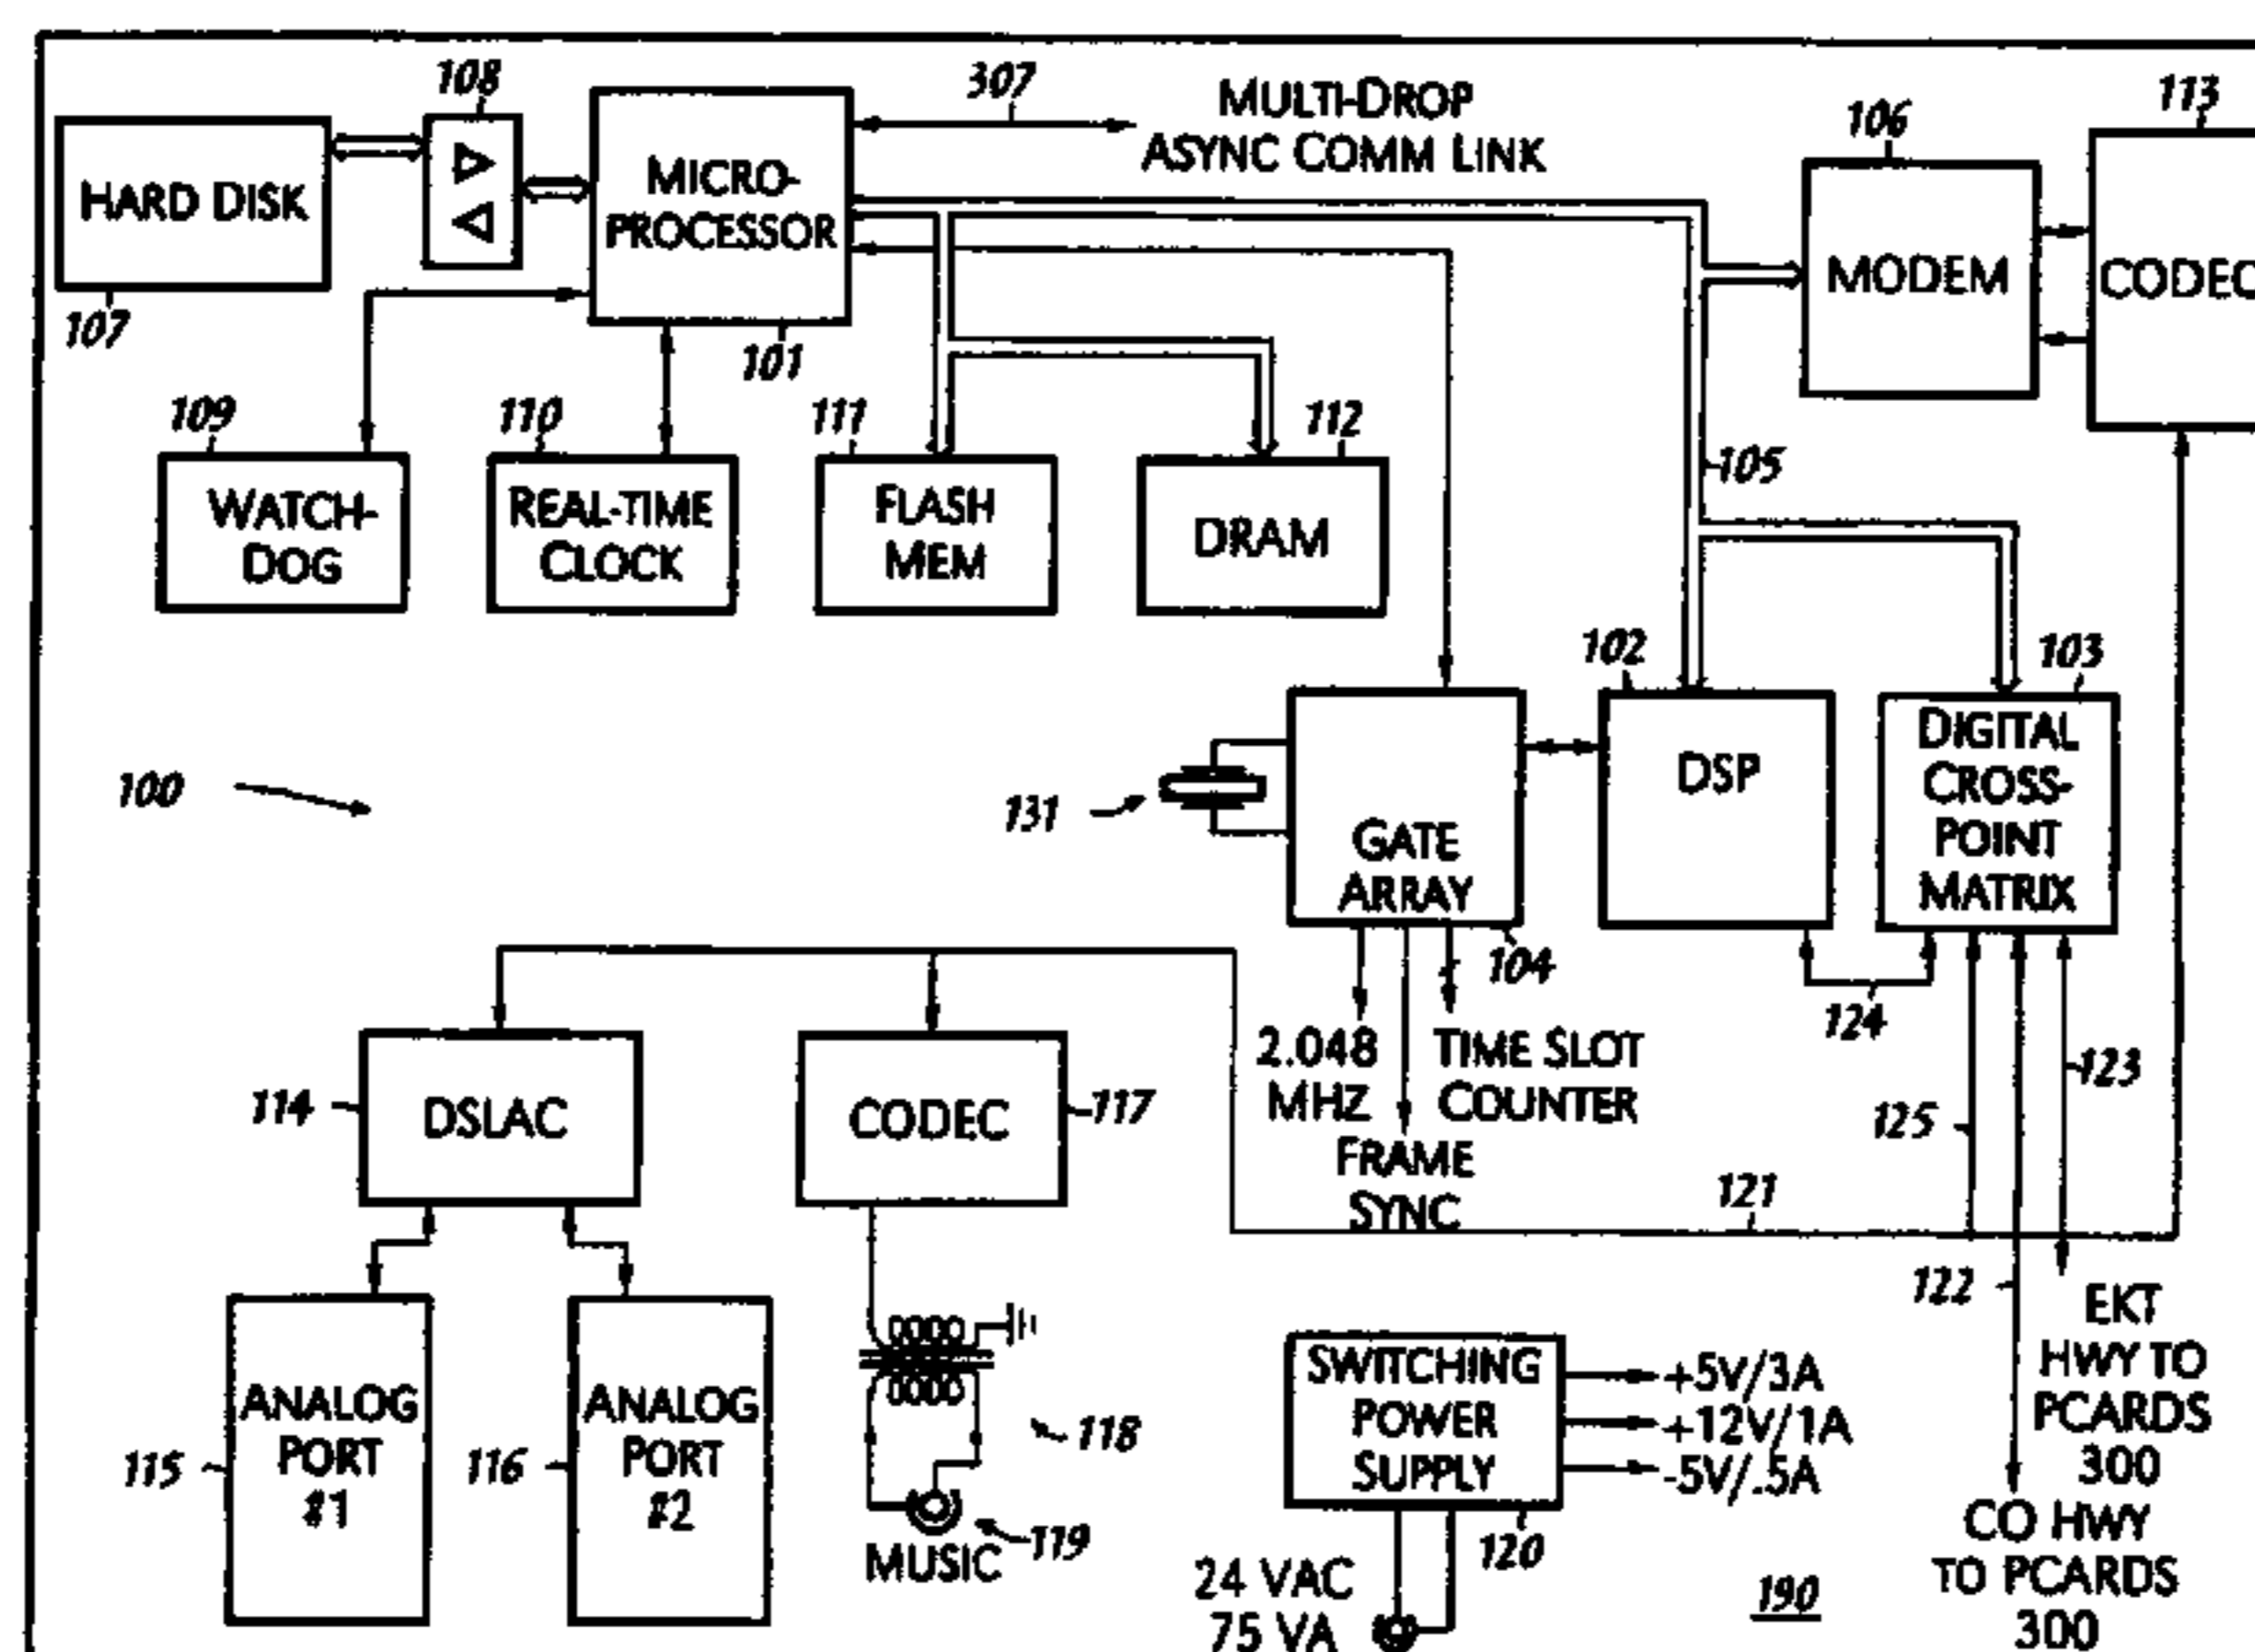 108
307
MULTI-DROP
ASYNC COMM LINK
106
113
HARD DISK
MICRO-
PROCESSOR
MODEM
CODEC
107
101
109
110
111
112
105
WATCH-
DOG
REAL-TIME
CLOCK
FLASH
MEM
DRAM
102
103
100
131
GATE
ARRAY
DSP
DIGITAL
CROSS-
POINT
MATRIX
104
124
123
2.048
MHZ
TIME SLOT
COUNTER
FRAME
SYNC
114
DSLAC
CODEC
117
125
121
122
EKT
HWY TO
PCARDS
300
115
ANALOG
PORT
#1
116
ANALOG
PORT
#2
118
119
MUSIC
SWITCHING
POWER
SUPPLY
+5V/3A
+12V/1A
-5V/.5A
120
24 VAC
75 VA
190
CO HWY
TO PCARDS
300